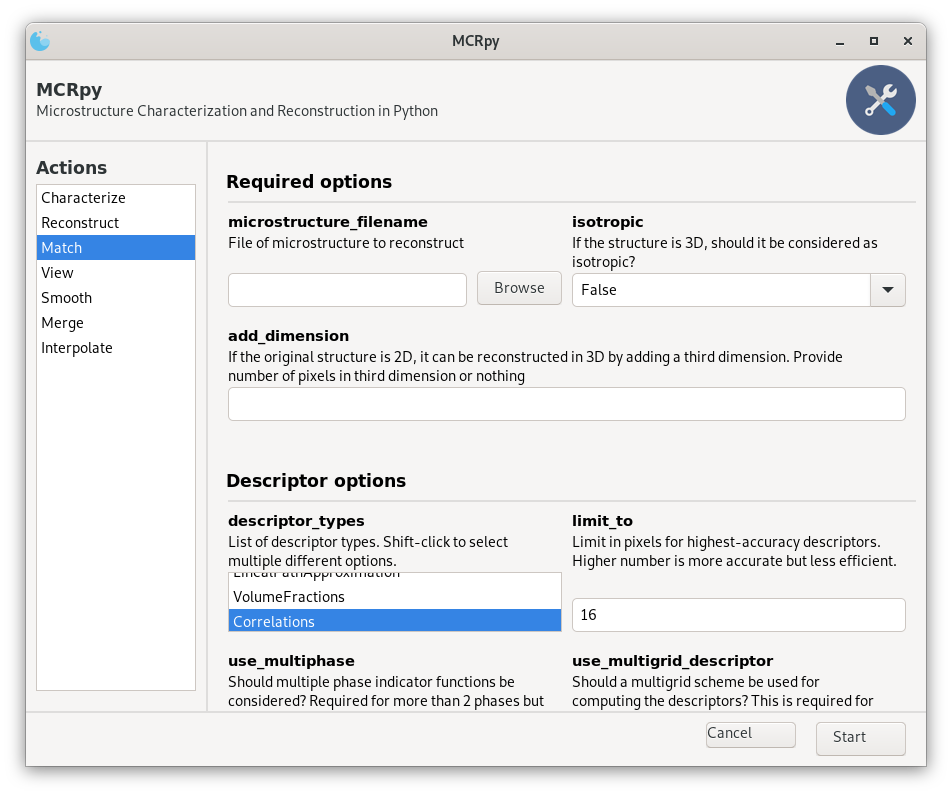 MCRpy
MCRpy
Microstructure Characterization and Reconstruction in Python
Actions
Characterize
Reconstruct
Match
View
Smooth
Merge
Interpolate
Required options
microstructure_filename
File of microstructure to reconstruct
Browse
isotropic
If the structure is 3D, should it be considered as
isotropic?
False
add_dimension
If the original structure is 2D, it can be reconstructed in 3D by adding a third dimension. Provide
number of pixels in third dimension or nothing
Descriptor options
descriptor_types
List of descriptor types. Shift-click to select
multiple different options.
LinealPathApproximation
VolumeFractions
Correlations
limit_to
Limit in pixels for highest-accuracy descriptors.
Higher number is more accurate but less efficient.
16
use_multiphase
Should multiple phase indicator functions be
considered? Required for more than 2 phases but
use_multigrid_descriptor
Should a multigrid scheme be used for
computing the descriptors? This is required for
Cancel
Start